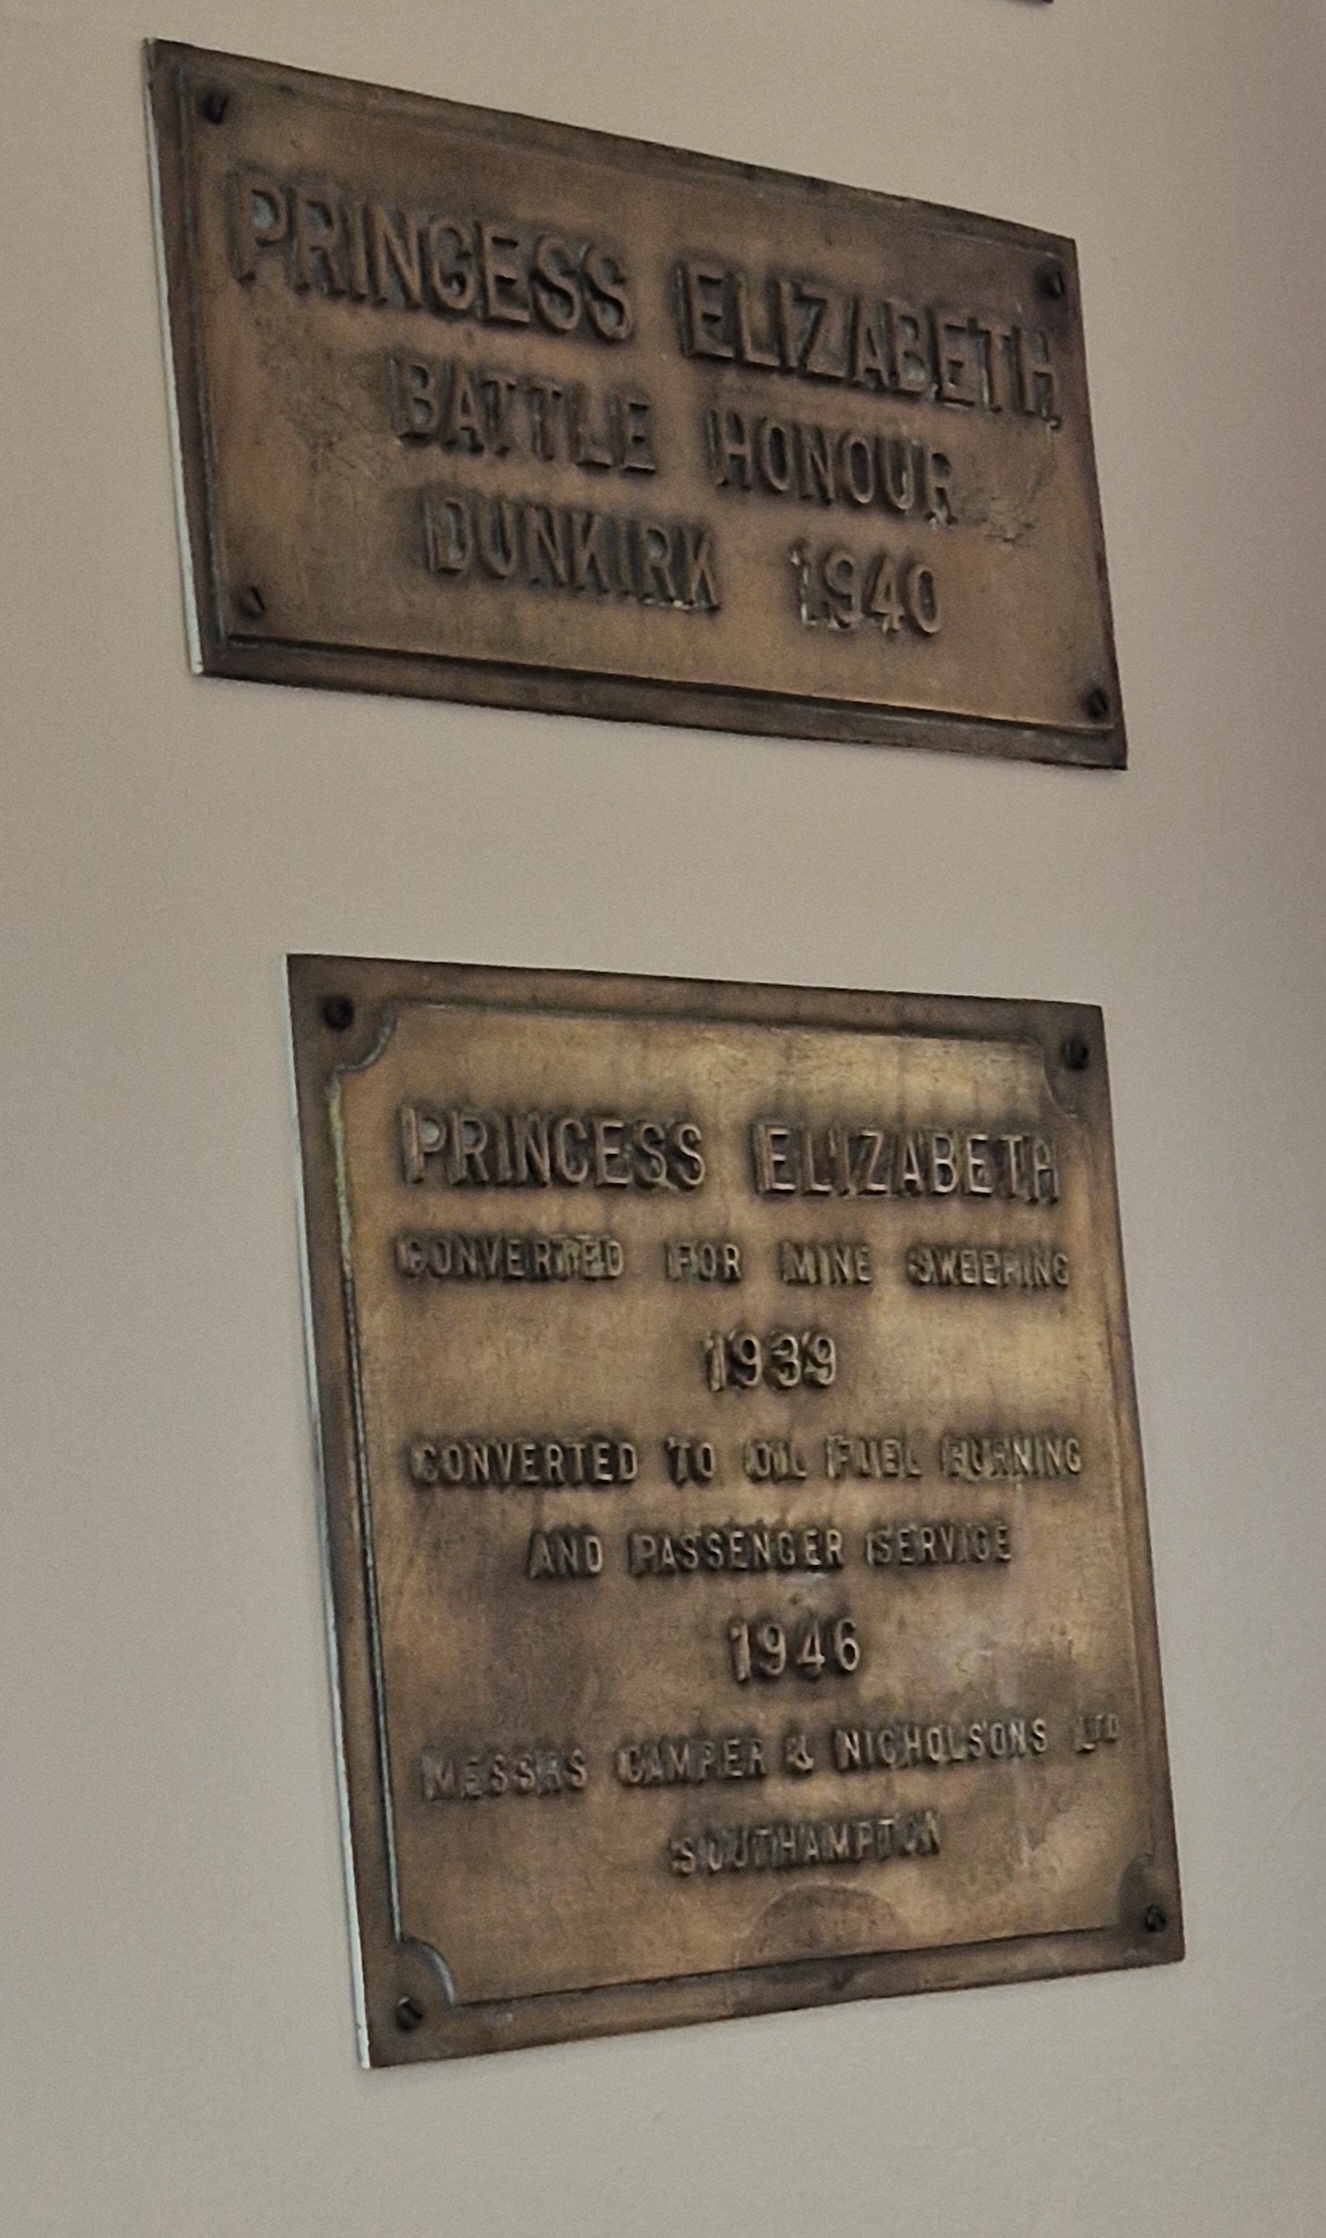 PRINCESS ELIZABETH
BATTLE HONOUR
DUNKIRK 1940
PRINCESS ELIZABETH
CONVERTED FOR MINE SWEEPING
1939
CONVERTED TO OIL FUEL BURNING
AND PASSENGER SERVICE
1946
MESSRS CAMPER & NICHOLSONS LTD
SOUTHAMPTON